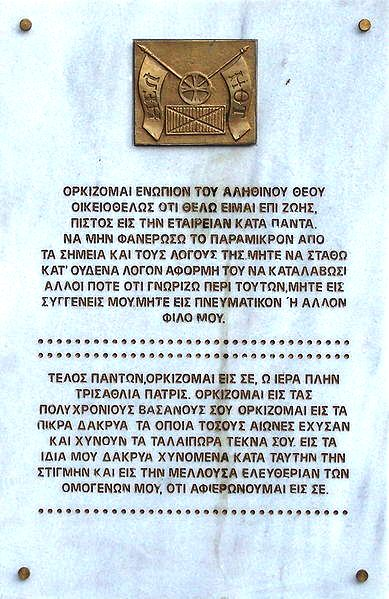 ΗΕΑ ΗΘΣ
ΟΡΚΙΖΟΜΑΙ ΕΝΩΠΙΟΝ ΤΟΥ ΑΛΗΘΙΝΟΥ ΘΕΟΥ
ΟΙΚΕΙΟΘΕΛΩΣ ΟΤΙ ΘΕΛΩ ΕΙΜΑΙ ΕΠΙ ΖΩΗΣ,
ΠΙΣΤΟΣ ΕΙΣ ΤΗΝ ΕΤΑΙΡΕΙΑΝ ΚΑΤΑ ΠΑΝΤΑ.
ΝΑ ΜΗΝ ΦΑΝΕΡΩΣΩ ΤΟ ΠΑΡΑΜΙΚΡΟΝ ΑΠΟ
ΤΑ ΣΗΜΕΙΑ ΚΑΙ ΤΟΥΣ ΛΟΓΟΥΣ ΤΗΣ.ΜΗΤΕ ΝΑ ΣΤΑΘΩ
ΚΑΤ' ΟΥΔΕΝΑ ΛΟΓΟΝ ΑΦΟΡΜΗ ΤΟΥ ΝΑ ΚΑΤΑΛΑΒΩΣΙ
ΑΛΛΟΙ ΠΟΤΕ ΟΤΙ ΓΝΩΡΙΖΩ ΠΕΡΙ ΤΟΥΤΩΝ,ΜΗΤΕ ΕΙΣ
ΣΥΓΓΕΝΕΙΣ ΜΟΥ.ΜΗΤΕ ΕΙΣ ΠΝΕΥΜΑΤΙΚΟΝ Ή ΑΛΛΟΝ
ΦΙΛΟ ΜΟΥ.
ΤΕΛΟΣ ΠΑΝΤΩΝ,ΟΡΚΙΖΟΜΑΙ ΕΙΣ ΣΕ, Ω ΙΕΡΑ ΠΛΗΝ
ΤΡΙΣΑΘΛΙΑ ΠΑΤΡΙΣ. ΟΡΚΙΖΟΜΑΙ ΕΙΣ ΤΑΣ
ΠΟΛΥΧΡΟΝΙΟΥΣ ΒΑΣΑΝΟΥΣ ΣΟΥ ΟΡΚΙΖΟΜΑΙ ΕΙΣ ΤΑ
ΠΙΚΡΑ ΔΑΚΡΥΑ ΤΑ ΟΠΟΙΑ ΤΟΣΟΥΣ ΑΙΩΝΕΣ ΕΧΥΣΑΝ
ΚΑΙ ΧΥΝΟΥΝ ΤΑ ΤΑΛΑΙΠΩΡΑ ΤΕΚΝΑ ΣΟΥ. ΕΙΣ ΤΑ
ΙΔΙΑ ΜΟΥ ΔΑΚΡΥΑ ΧΥΝΟΜΕΝΑ ΚΑΤΑ ΤΑΥΤΗΝ ΤΗΝ
ΣΤΙΓΜΗΝ ΚΑΙ ΕΙΣ ΤΗΝ ΜΕΛΛΟΥΣΑ ΕΛΕΥΘΕΡΙΑΝ ΤΩΝ
ΟΜΟΓΕΝΩΝ ΜΟΥ, ΟΤΙ ΑΦΙΕΡΩΝΟΥΜΑΙ ΕΙΣ ΣΕ.